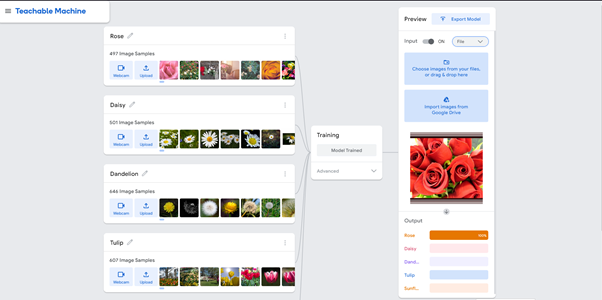 Teachable Machine
Rose
497 Image Samples
Webcam
Upload
Daisy
501 Image Samples
Webcam
Upload
Dandelion
646 Image Samples
Webcam
Upload
Tulip
607 Image Samples
Webcam
Upload
Training
Model Trained
Advanced
Preview
Export Model
Input
ON
File
Choose images from your files,
or drag & drop here
Import images from
Google Drive
Output
Rose
100%
Daisy
Dand...
Tulip
Sunfl...